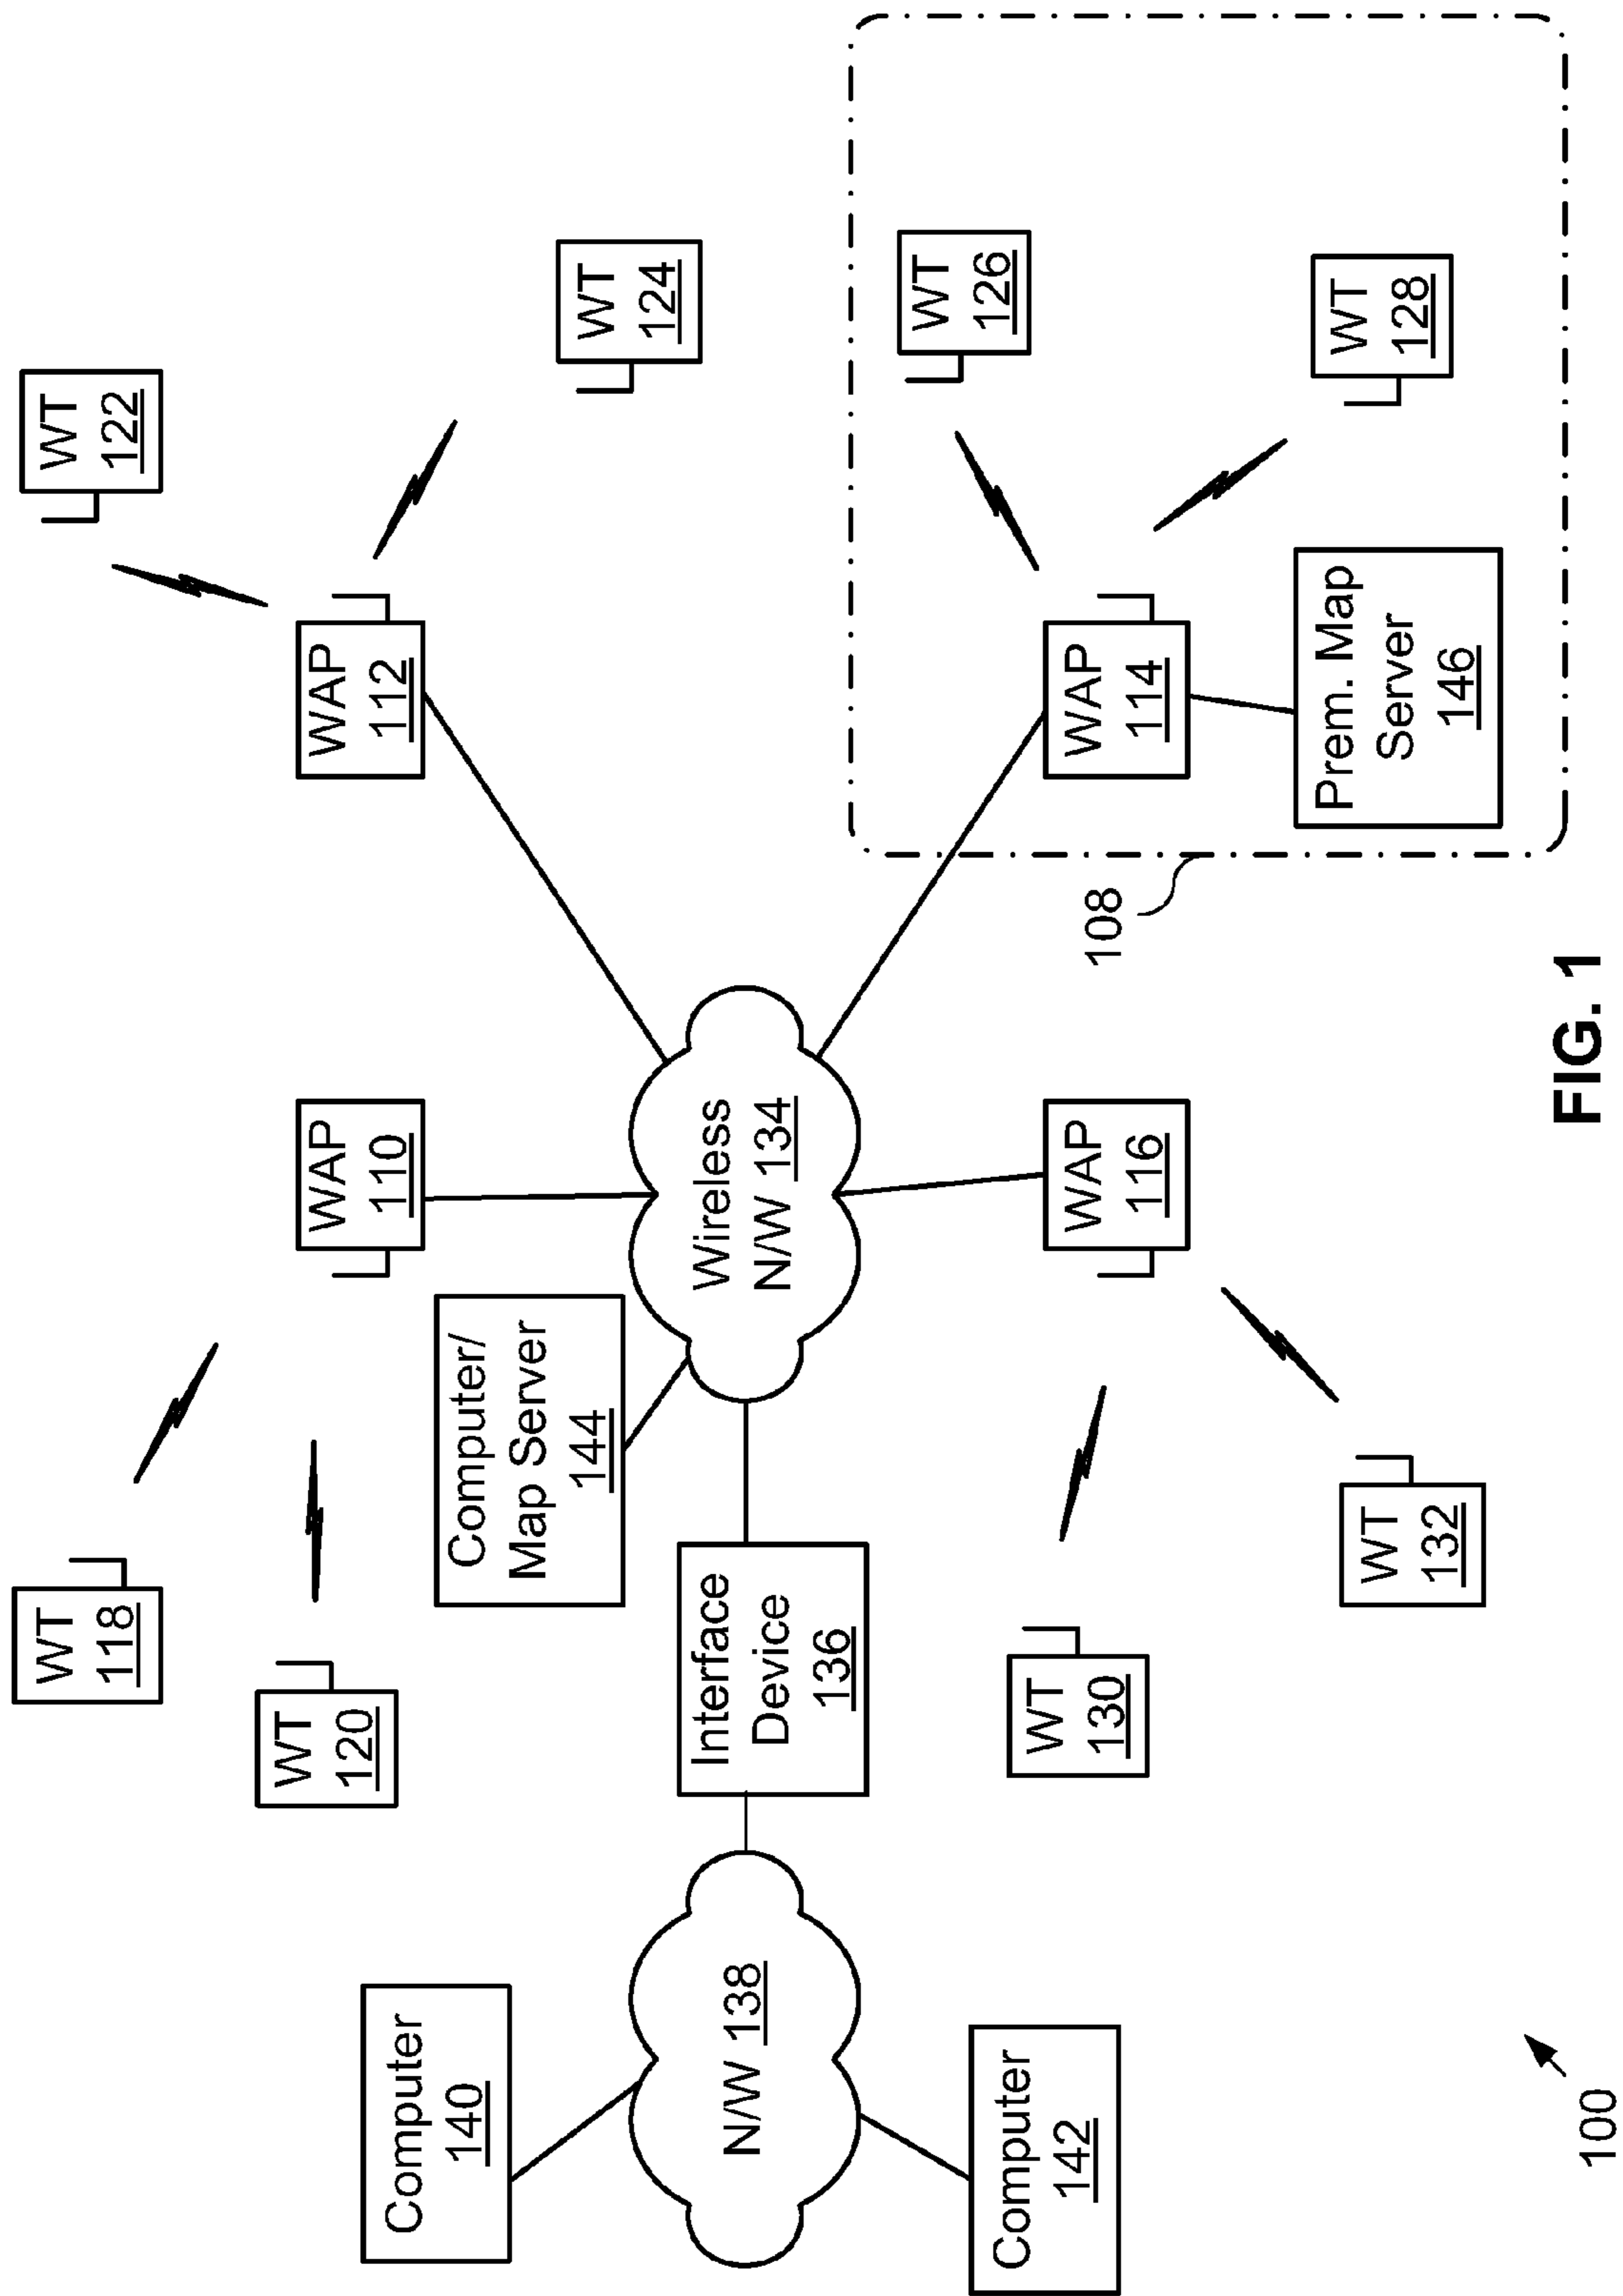 WT
118
WT
120
WT
122
WT
124
WAP
110
WAP
112
Computer
140
Computer/
Map Server
144
N/W 138
Interface
Device
136
Wireless
N/W 134
108
WT
126
WT
128
WAP
114
Prem. Map
Server
146
Computer
142
WT
130
WT
132
WAP
116
100
FIG. 1